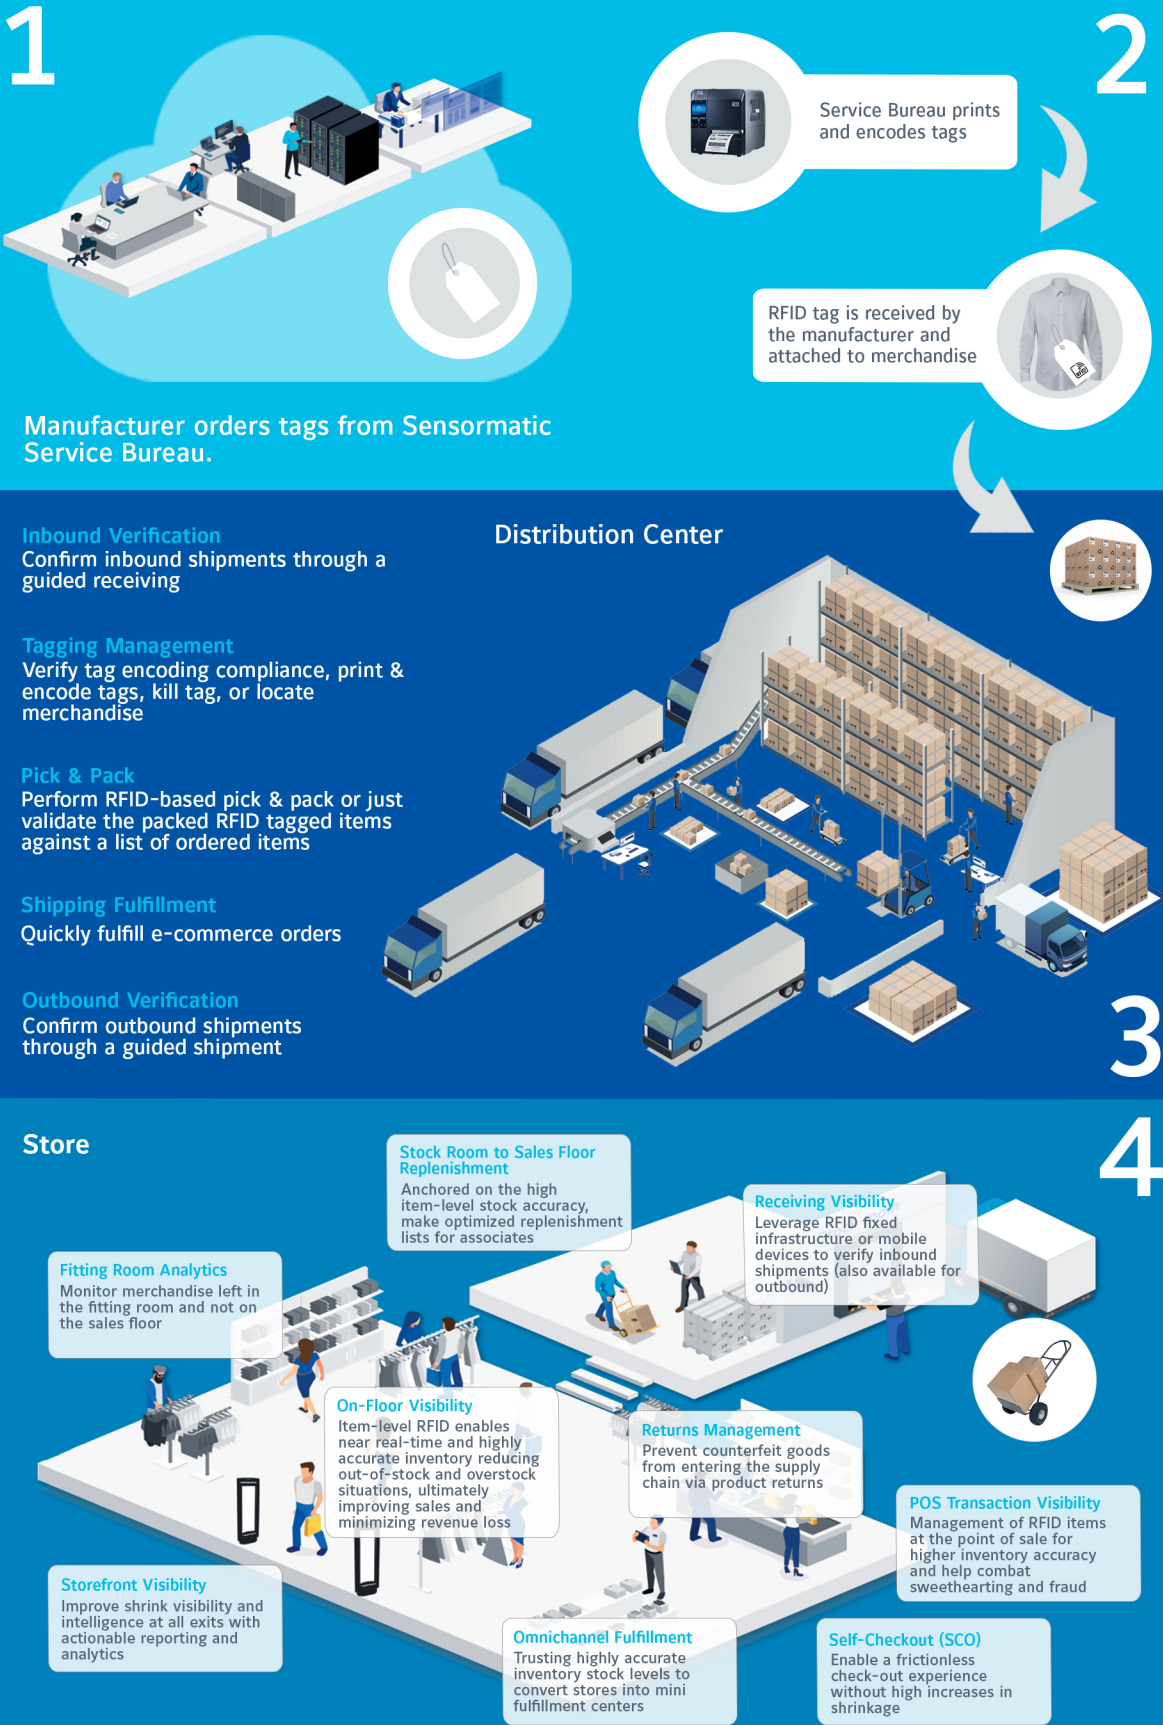 1
2
Service Bureau prints
and encodes tags
RFID tag is received by
the manufacturer and
attached to merchandise
Manufacturer orders tags from Sensormatic
Service Bureau.
Distribution Center
Inbound Verification
Confirm inbound shipments through a
guided receiving
Tagging Management
Verify tag encoding compliance, print &
encode tags, kill tag, or locate
merchandise
Pick & Pack
Perform RFID-based pick & pack or just
validate the packed RFID tagged items
against a list of ordered items
Shipping Fulfillment
Quickly fulfill e-commerce orders
Outbound Verification
Confirm outbound shipments
through a guided shipment
3
Store
4
Stock Room to Sales Floor
Replenishment
Anchored on the high
item-level stock accuracy,
make optimized replenishment
lists for associates
Receiving Visibility
Leverage RFID fixed
infrastructure or mobile
devices to verify inbound
shipments (also available for
outbound)
Fitting Room Analytics
Monitor merchandise left in
the fitting room and not on
the sales floor
On-Floor Visibility
Item-level RFID enables
near real-time and highly
accurate inventory reducing
out-of-stock and overstock
situations, ultimately
improving sales and
minimizing revenue loss
Returns Management
Prevent counterfeit goods
from entering the supply
chain via product returns
POS Transaction Visibility
Management of RFID items
at the point of sale for
higher inventory accuracy
and help combat
sweethearting and fraud
Storefront Visibility
Improve shrink visibility and
intelligence at all exits with
actionable reporting and
analytics
Omnichannel Fulfillment
Trusting highly accurate
inventory stock levels to
convert stores into mini
fulfillment centers
Self-Checkout (SCO)
Enable a frictionless
check-out experience
without high increases in
shrinkage